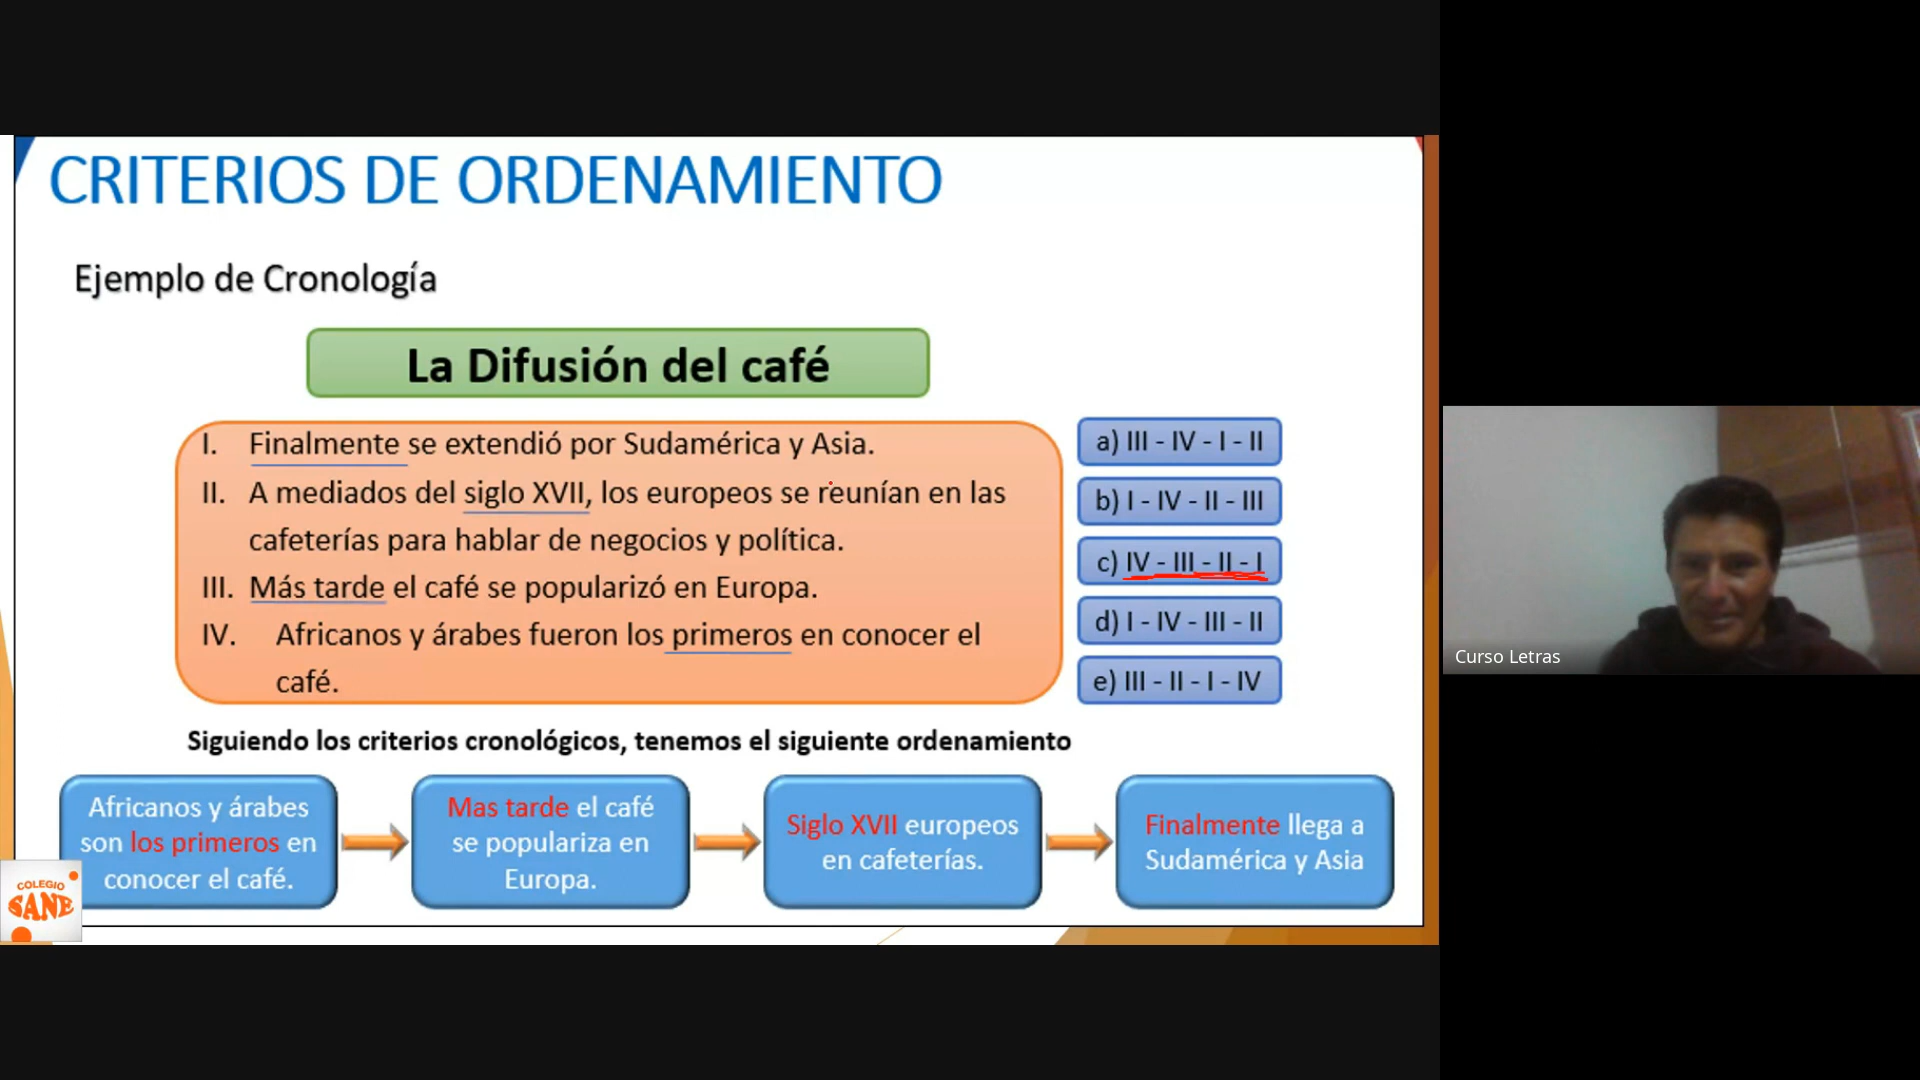 CRITERIOS DE ORDENAMIENTO
Ejemplo de Cronología
La Difusión del café
I. Finalmente se extendió por Sudamérica y Asia.
II. A mediados del siglo XVII, los europeos se reunían en las
cafeterías para hablar de negocios y política.
III. Más tarde el café se popularizó en Europa.
IV. Africanos y árabes fueron los primeros en conocer el
café.
a) III - IV - I - II
b) I - IV - II - III
c) IV - III - II - I
d) I - IV - III - II
e) III - II - I - IV
Siguiendo los criterios cronológicos, tenemos el siguiente ordenamiento
Africanos y árabes
son los primeros en
conocer el café.
Mas tarde el café
se populariza en
Europa.
Siglo XVII europeos
en cafeterías.
Finalmente llega a
Sudamérica y Asia
COLEGIO
SANE
Curso Letras